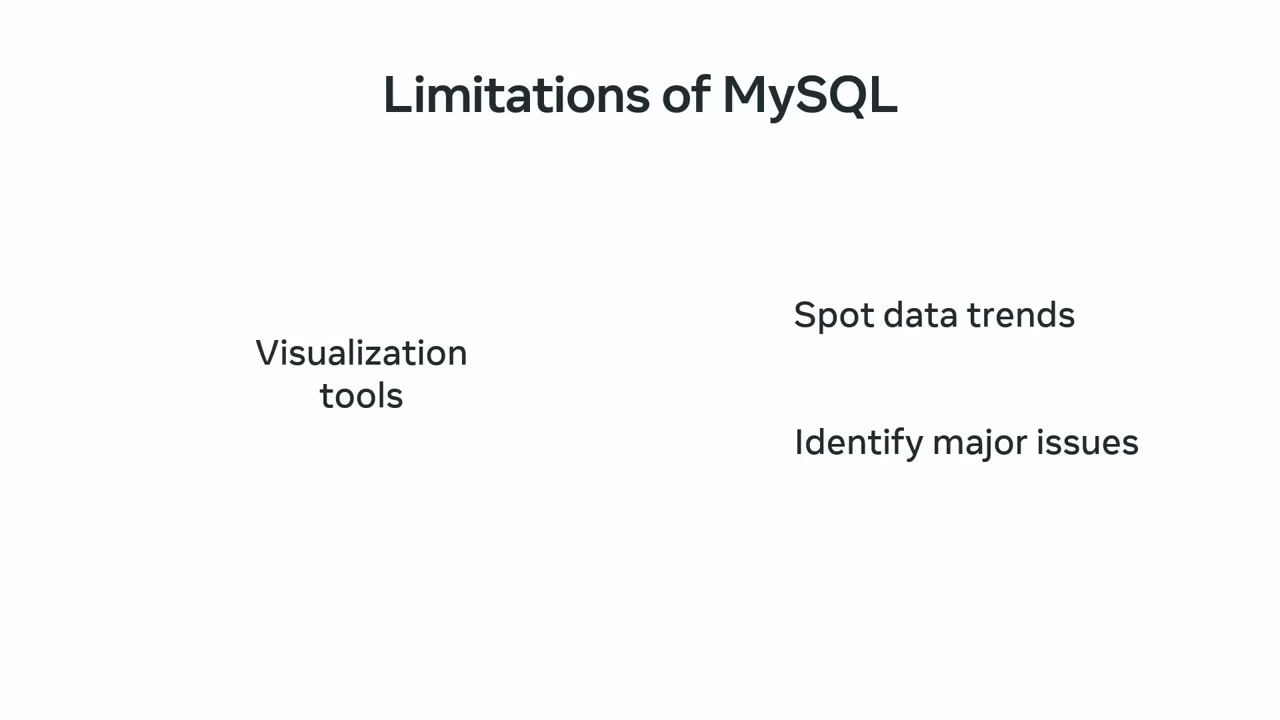 Limitations of MySQL
Visualization
tools
Spot data trends
Identify major issues